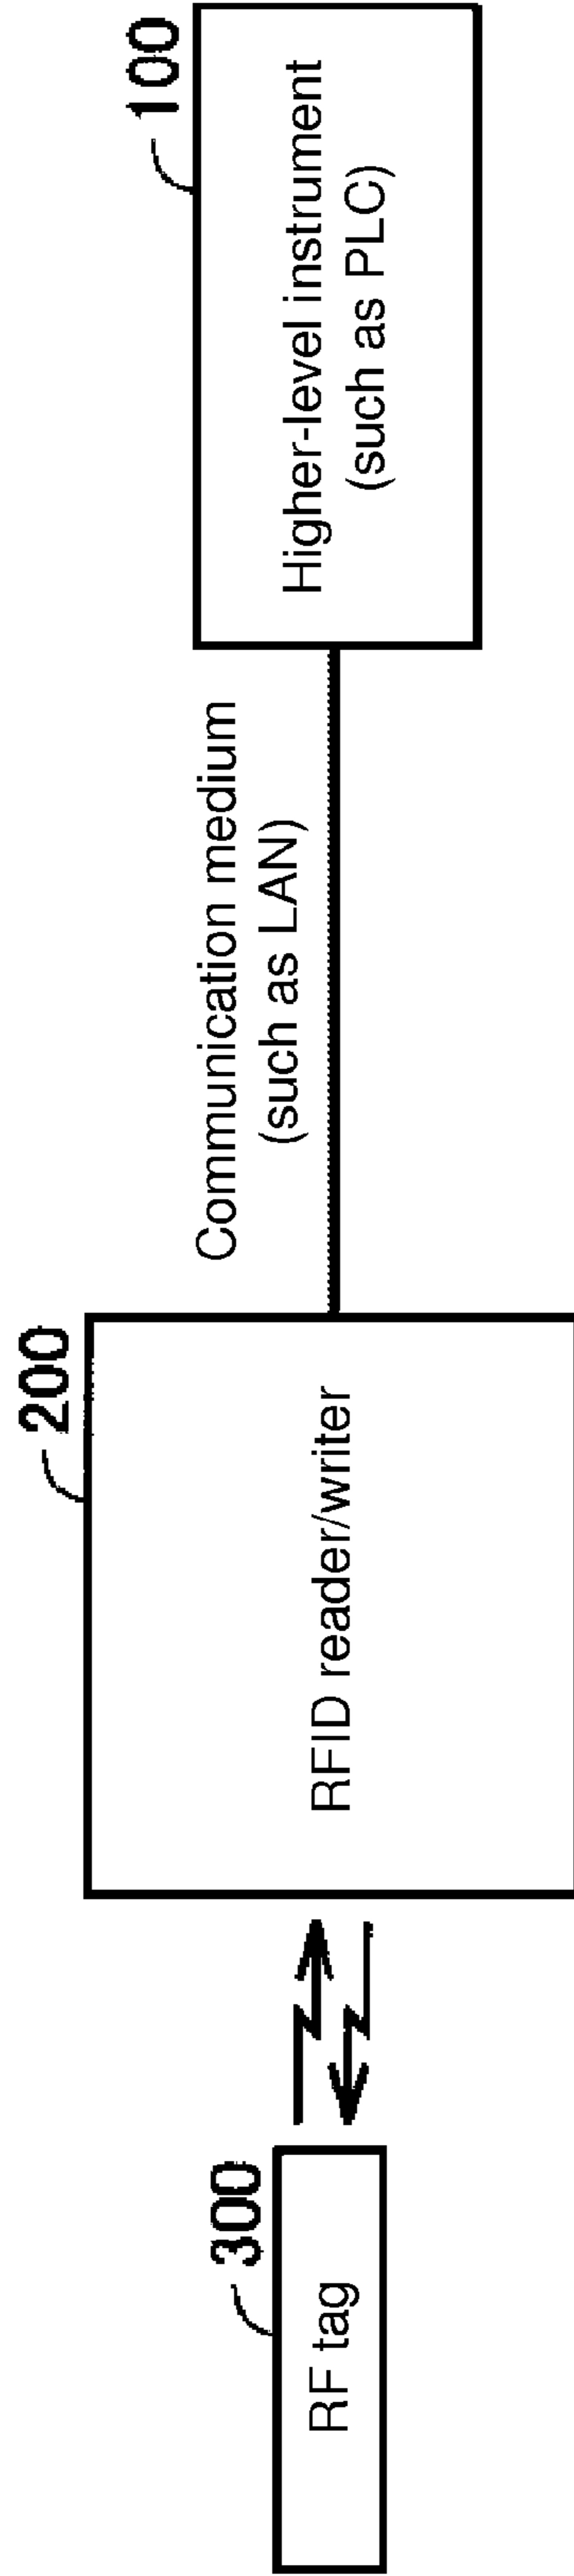 300
RF tag
200
RFID reader/writer
Communication medium
(such as LAN)
100
Higher-level instrument
(such as PLC)